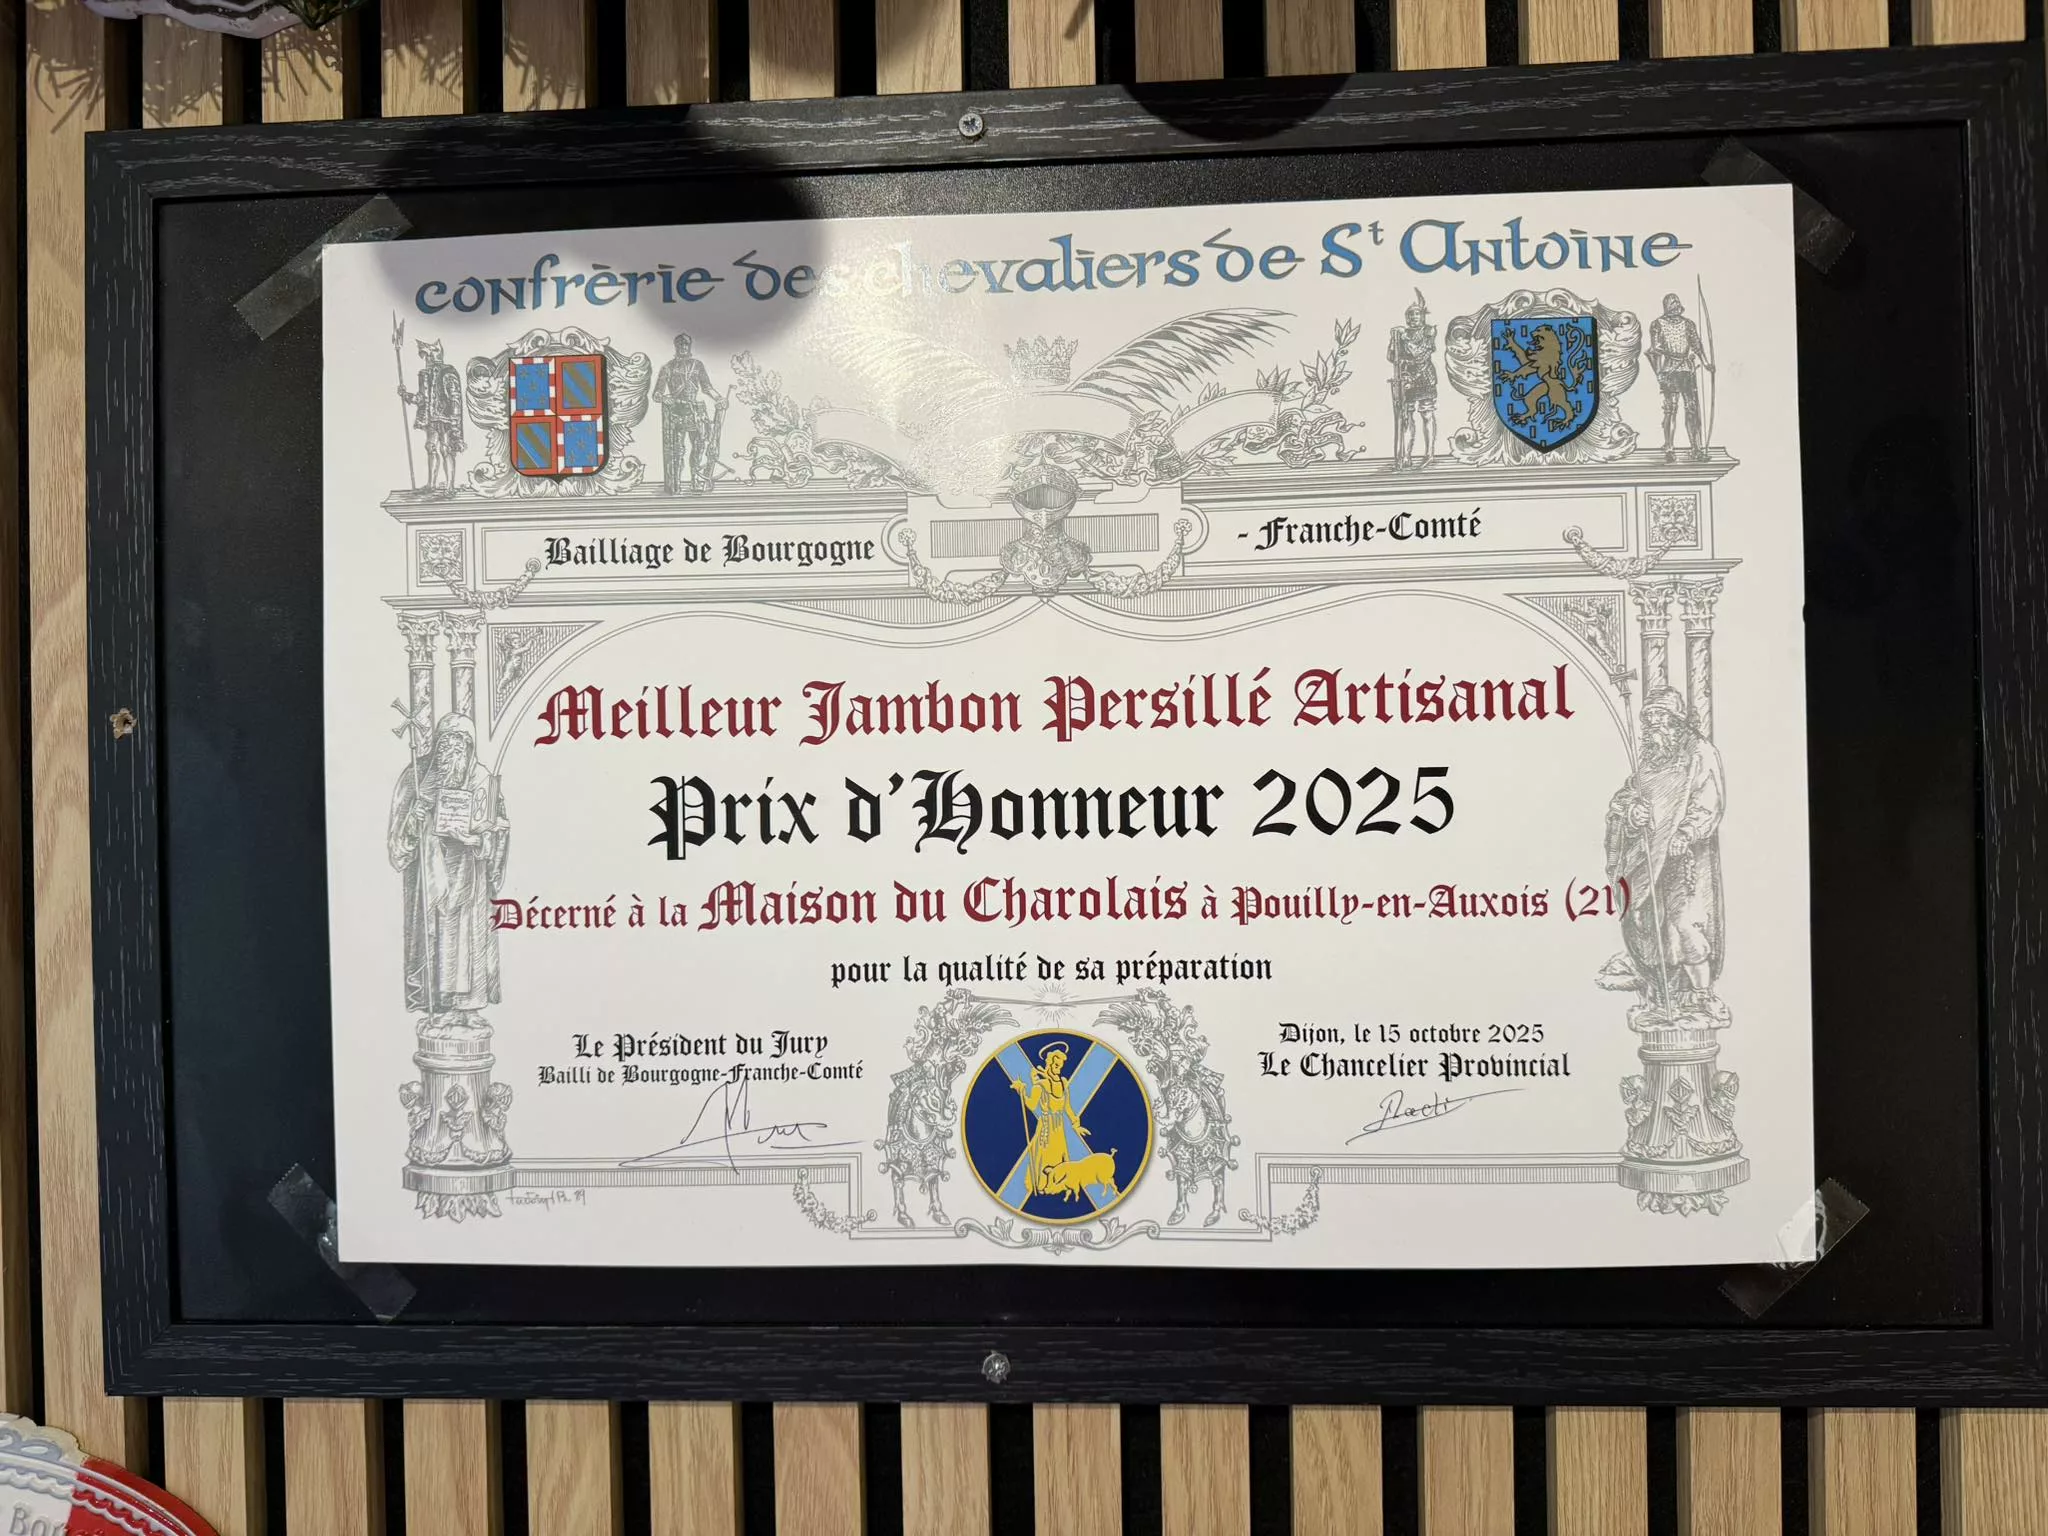 confrèrie des chevaliers de St Antoine
Bailliage de Bourgogne - Franche-Comté
Meilleur Jambon Persillé Artisanal
Prix d'Honneur 2025
Décerné à la Maison du Charolais à Pouilly-en-Auxois (21)
pour la qualité de sa préparation
Le Président du Jury
Bailli de Bourgogne-Franche-Comté
Dijon, le 15 octobre 2025
Le Chancelier Provincial